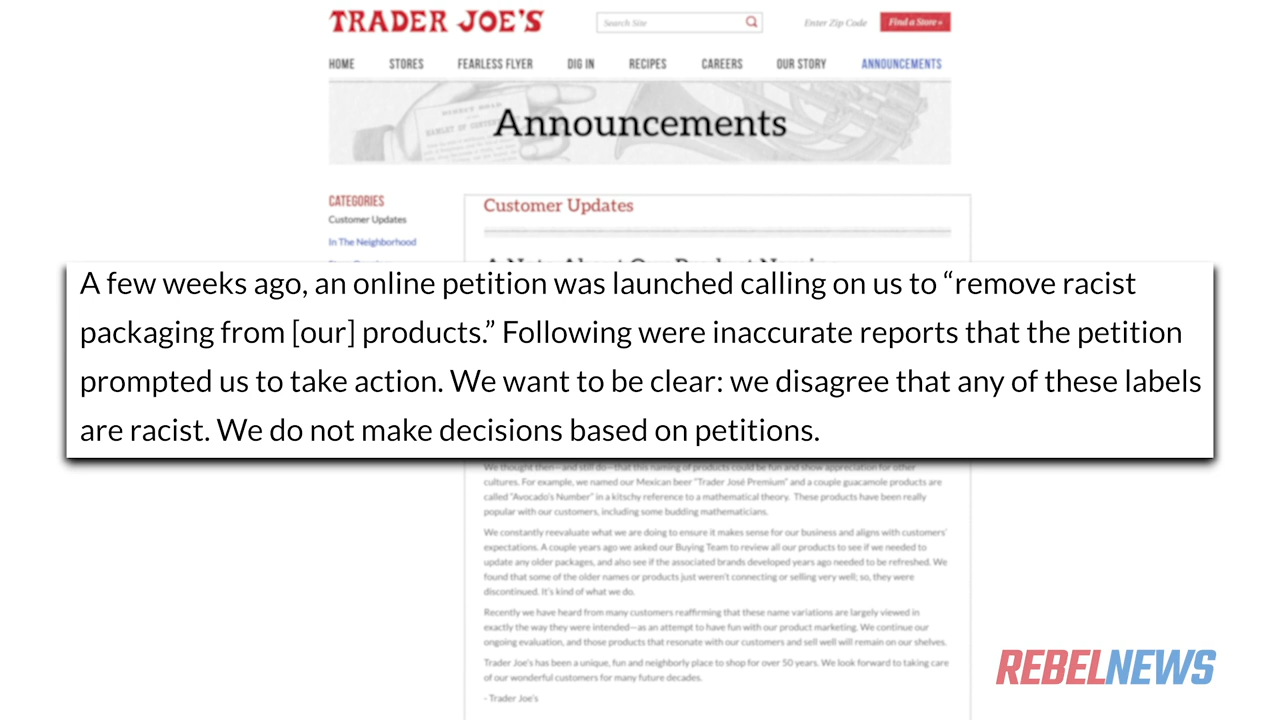 TRADER JOE'S
Search Site
Enter Zip Code
Find a Store »
HOME STORES FEARLESS FLYER DIG IN RECIPES CAREERS OUR STORY ANNOUNCEMENTS
Announcements
CATEGORIES
Customer Updates
In The Neighborhood
Customer Updates
A Note About Our Product Naming
A few weeks ago, an online petition was launched calling on us to “remove racist
packaging from [our] products.” Following were inaccurate reports that the petition
prompted us to take action. We want to be clear: we disagree that any of these labels
are racist. We do not make decisions based on petitions.
We thought then—and still do—that this naming of products could be fun and show appreciation for other
cultures. For example, we named our Mexican beer “Trader José Premium” and a couple guacamole products are
called “Avocado's Number” in a kitschy reference to a mathematical theory. These products have been really
popular with our customers, including some budding mathematicians.
We constantly reevaluate what we are doing to ensure it makes sense for our business and aligns with customers'
expectations. A couple years ago we asked our Buying Team to review all our products to see if we needed to
update any older packages, and also see if the associated brands developed years ago needed to be refreshed. We
found that some of the older names or products just weren't connecting or selling very well; so, they were
discontinued. It's kind of what we do.
Recently we have heard from many customers reaffirming that these name variations are largely viewed in
exactly the way they were intended—as an attempt to have fun with our product marketing. We continue our
ongoing evaluation, and those products that resonate with our customers and sell well will remain on our shelves.
Trader Joe's has been a unique, fun and neighborly place to shop for over 50 years. We look forward to taking care
of our wonderful customers for many future decades.
- Trader Joe's
REBELNEWS